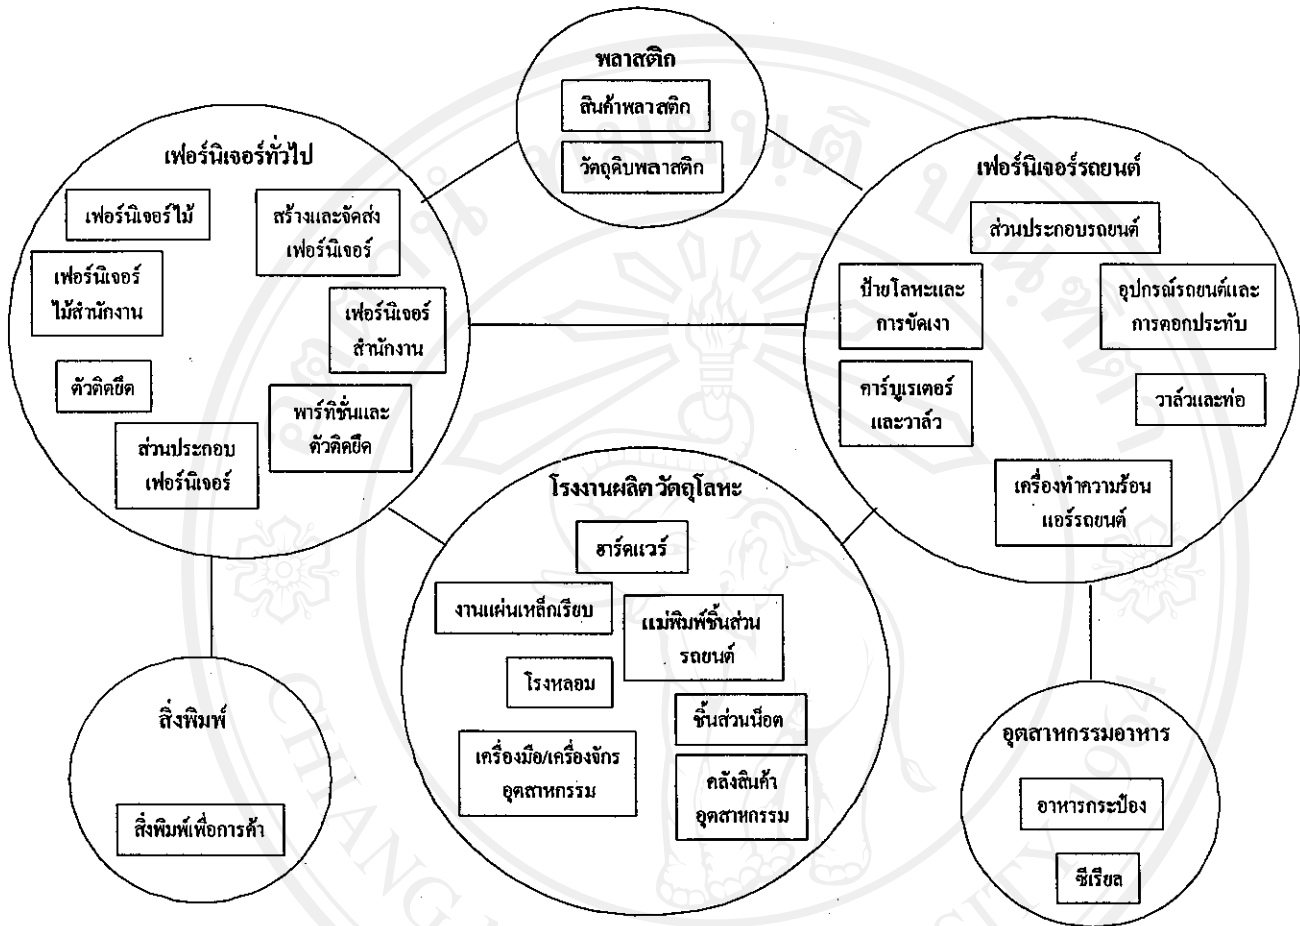 พลาสติก
สินค้าพลาสติก
วัตถุดิบพลาสติก
เฟอร์นิเจอร์ทั่วไป
เฟอร์นิเจอร์ไม้
สร้างและจัดส่ง
เฟอร์นิเจอร์
เฟอร์นิเจอร์
ไม้สำนักงาน
เฟอร์นิเจอร์
สำนักงาน
ตัวติดยึด
พาร์ทิชั่นและ
ตัวติดยึด
ส่วนประกอบ
เฟอร์นิเจอร์
เฟอร์นิเจอร์รถยนต์
ส่วนประกอบรถยนต์
ป้ายโลหะและ
การขัดเงา
อุปกรณ์รถยนต์และ
การตอกประทับ
คาร์บูเรเตอร์
และวาล์ว
วาล์วและท่อ
เครื่องทำความร้อน
แอร์รถยนต์
โรงงานผลิตวัตถุโลหะ
ฮาร์ดแวร์
งานแผ่นเหล็กเรียบ
แม่พิมพ์ชิ้นส่วน
รถยนต์
โรงหลอม
ชิ้นส่วนน็อต
เครื่องมือ/เครื่องจักร
อุตสาหกรรม
คลังสินค้า
อุตสาหกรรม
สิ่งพิมพ์
สิ่งพิมพ์เพื่อการค้า
อุตสาหกรรมอาหาร
อาหารกระป๋อง
ซีเรียล